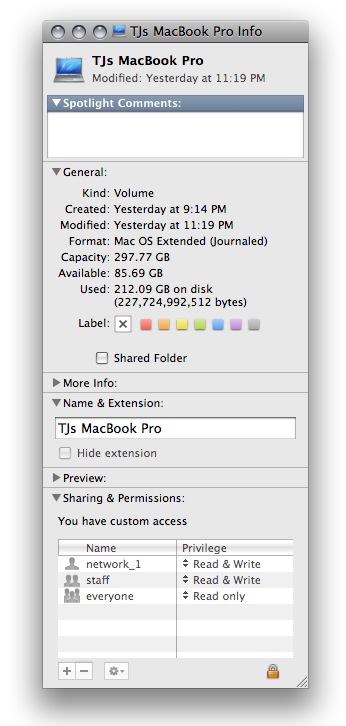 TJs MacBook Pro Info
TJs MacBook Pro
Modified: Yesterday at 11:19 PM
Spotlight Comments:
General:
Kind: Volume
Created: Yesterday at 9:14 PM
Modified: Yesterday at 11:19 PM
Format: Mac OS Extended (Journaled)
Capacity: 297.77 GB
Available: 85.69 GB
Used: 212.09 GB on disk
(227,724,992,512 bytes)
Label:
Shared Folder
More Info:
Name & Extension:
TJs MacBook Pro
Hide extension
Preview:
Sharing & Permissions:
You have custom access
Name Privilege
network_1 Read & Write
staff Read & Write
everyone Read only